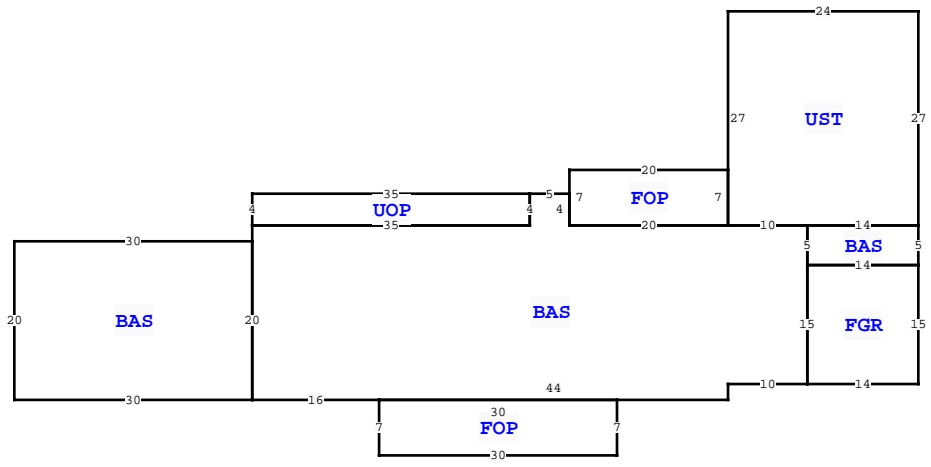 24
27 UST 27
20
35 5 7 FOP 7
4 UOP 4 4
35 20 10 14
30 5 BAS 5
14
20 BAS 20 BAS 15 FGR 15
44 10 14
30 16 30
7 FOP 7
30